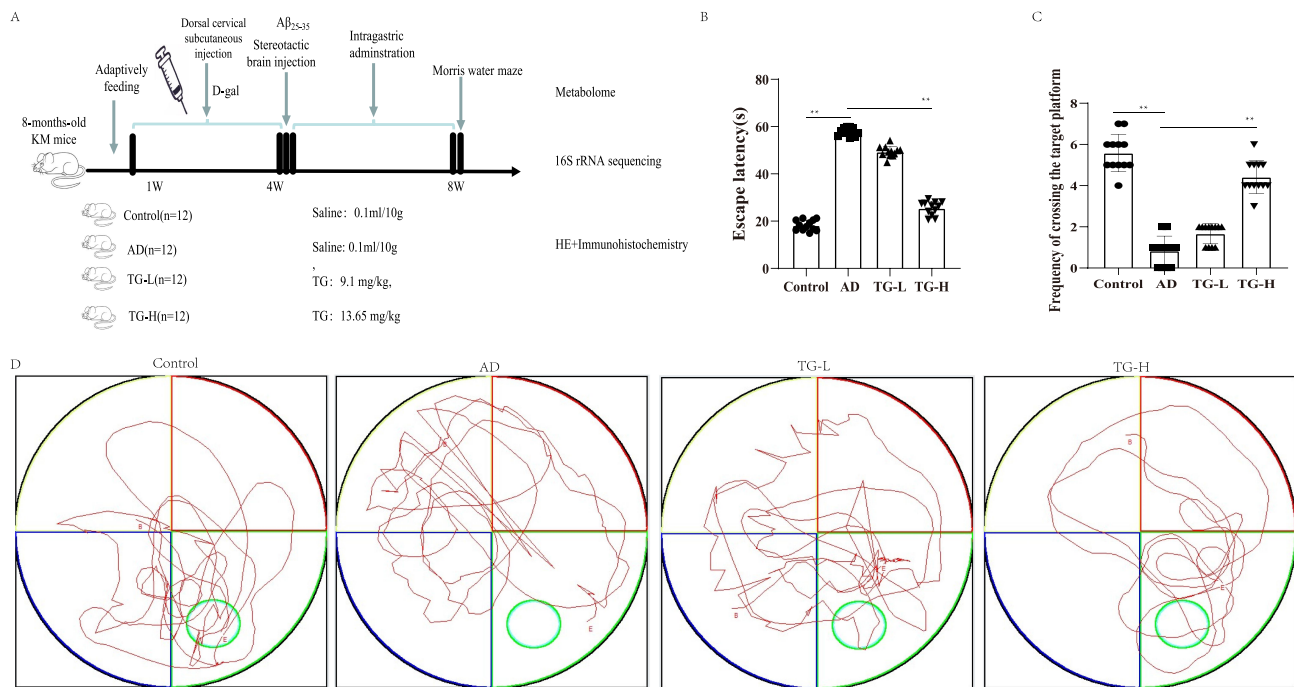 A
Dorsal cervical
subcutaneous
injection
Aβ25-35
Stereotactic
brain injection
Intragastric
adminstration
Adaptively
feeding
D-gal
Morris water maze
Metabolome
8-months-old
KM mice
16S rRNA sequencing
1W
4W
8W
Control(n=12)
Saline: 0.1ml/10g
AD(n=12)
Saline: 0.1ml/10g
HE+Immunohistochemistry
,
TG-L(n=12)
TG: 9.1 mg/kg,
TG-H(n=12)
TG: 13.65 mg/kg
B
Escape latency(s)
80
60
40
20
0
**
**
Control
AD
TG-L
TG-H
C
Frequency of crossing the target platform
8
6
4
2
0
**
**
Control
AD
TG-L
TG-H
D
Control
AD
TG-L
TG-H
B
E
B
E
B
E
B
E